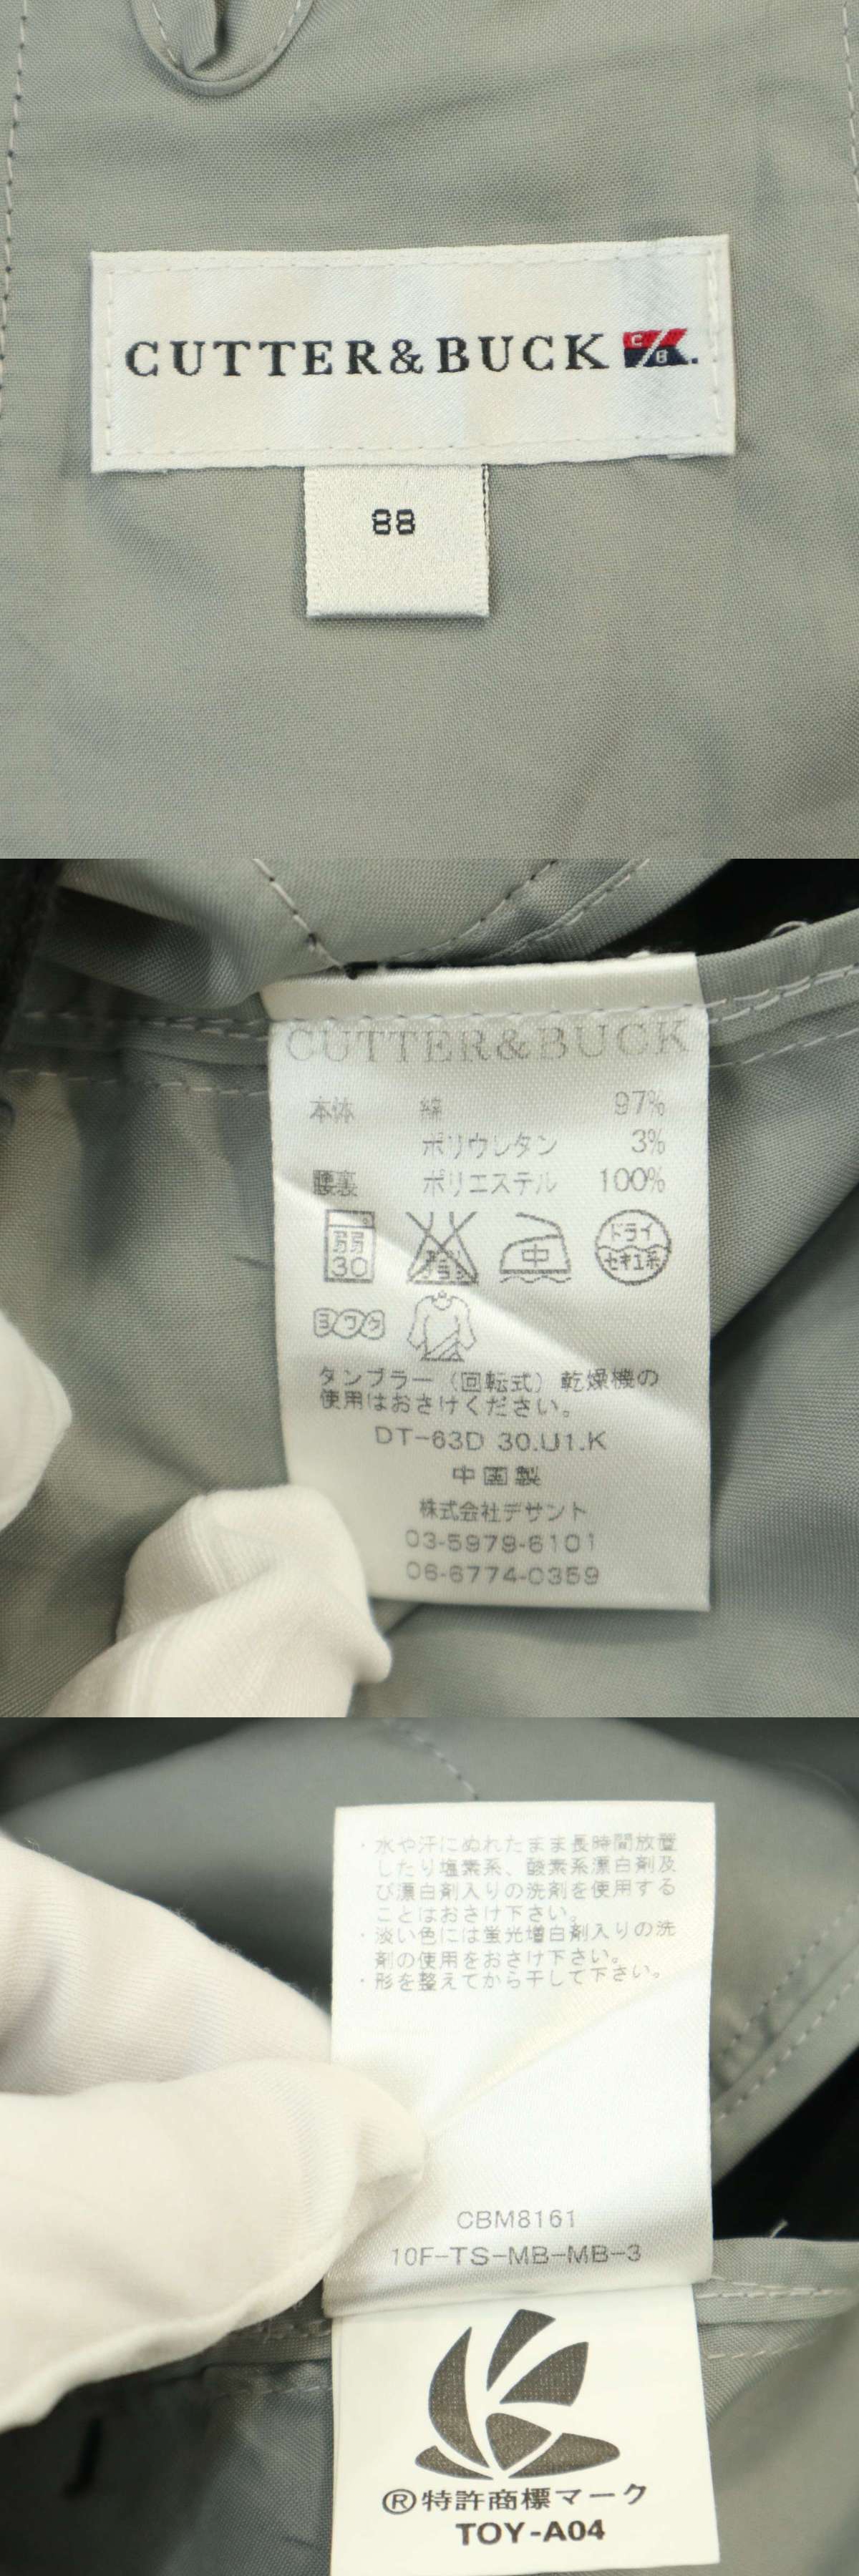 CUTTER&BUCK C B.
88
CUTTER&BUCK
本体 綿 97%
ポリウレタン 3%
腰裏 ポリエステル 100%
弱 30
中
ドライ
セキユ系
ヨワク
タンブラー（回転式）乾燥機の
使用はおさけください。
DT-63D 30.U1.K
中国製
株式会社デサント
03-5979-6101
06-6774-0359
・水や汗にぬれたまま長時間放置
したり塩素系、酸素系漂白剤及
び漂白剤入りの洗剤を使用する
ことはおさけ下さい。
・淡い色には蛍光増白剤入りの洗
剤の使用をおさけ下さい。
・形を整えてから干して下さい。
CBM8161
10F-TS-MB-MB-3
®特許商標マーク
TOY-A04